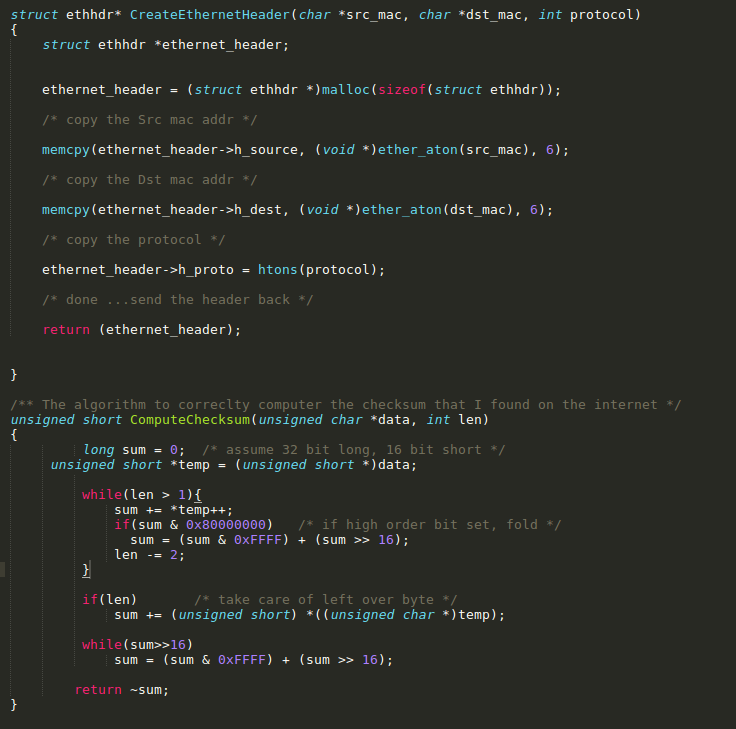 struct ethhdr* CreateEthernetHeader(char *src_mac, char *dst_mac, int protocol)
{
    struct ethhdr *ethernet_header;
    ethernet_header = (struct ethhdr *)malloc(sizeof(struct ethhdr));
    /* copy the Src mac addr */
    memcpy(ethernet_header->h_source, (void *)ether_aton(src_mac), 6);
    /* copy the Dst mac addr */
    memcpy(ethernet_header->h_dest, (void *)ether_aton(dst_mac), 6);
    /* copy the protocol */
    ethernet_header->h_proto = htons(protocol);
    /* done ...send the header back */
    return (ethernet_header);
}
/** The algorithm to correclty computer the checksum that I found on the internet */
unsigned short ComputeChecksum(unsigned char *data, int len)
{
         long sum = 0;  /* assume 32 bit long, 16 bit short */
     unsigned short *temp = (unsigned short *)data;
         while(len > 1){
             sum += *temp++;
             if(sum & 0x80000000)   /* if high order bit set, fold */
               sum = (sum & 0xFFFF) + (sum >> 16);
             len -= 2;
         }
         if(len)       /* take care of left over byte */
             sum += (unsigned short) *((unsigned char *)temp);
         while(sum>>16)
             sum = (sum & 0xFFFF) + (sum >> 16);
        return ~sum;
}